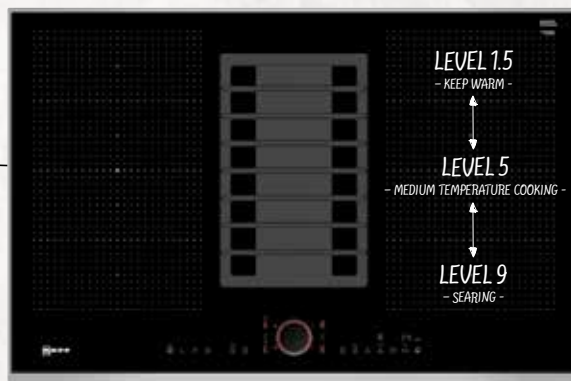 LEVEL 1.5
- KEEP WARM -
LEVEL 5
- MEDIUM TEMPERATURE COOKING -
LEVEL 9
- SEARING -